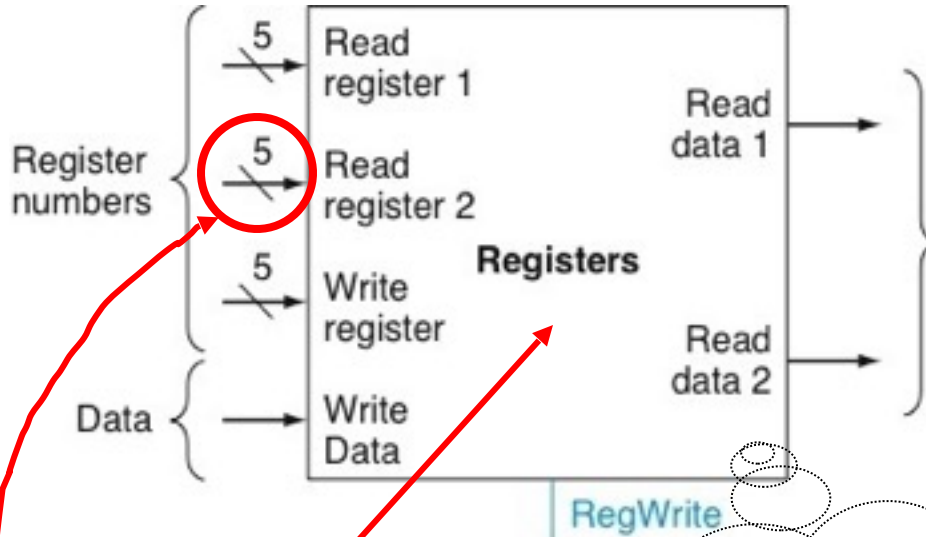 5
Read
register 1
Read
data 1
5
Register
numbers
Read
register 2
Registers
5
Write
register
Read
data 2
Data
Write
Data
RegWrite